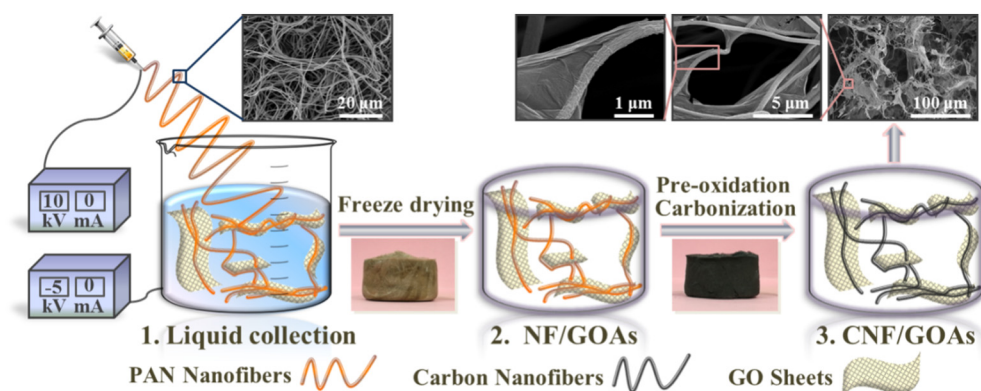 20 μm
1 μm
5 μm
100 μm
10 0
kV mA
-5 0
kV mA
Freeze drying
Pre-oxidation
Carbonization
1. Liquid collection
2. NF/GOAs
3. CNF/GOAs
PAN Nanofibers
Carbon Nanofibers
GO Sheets